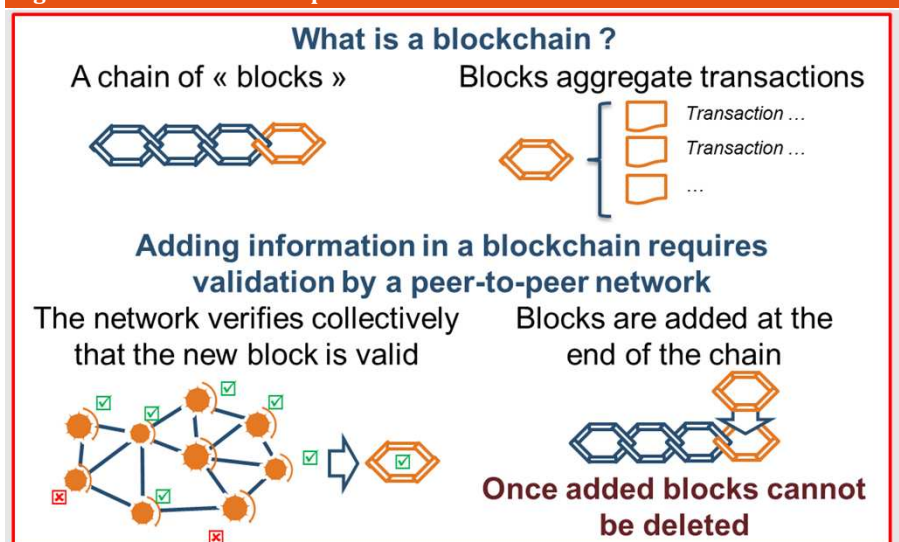 What is a blockchain ?
A chain of « blocks »
Blocks aggregate transactions
Transaction ...
Transaction ...
...
Adding information in a blockchain requires
validation by a peer-to-peer network
The network verifies collectively
that the new block is valid
Blocks are added at the
end of the chain
Once added blocks cannot
be deleted